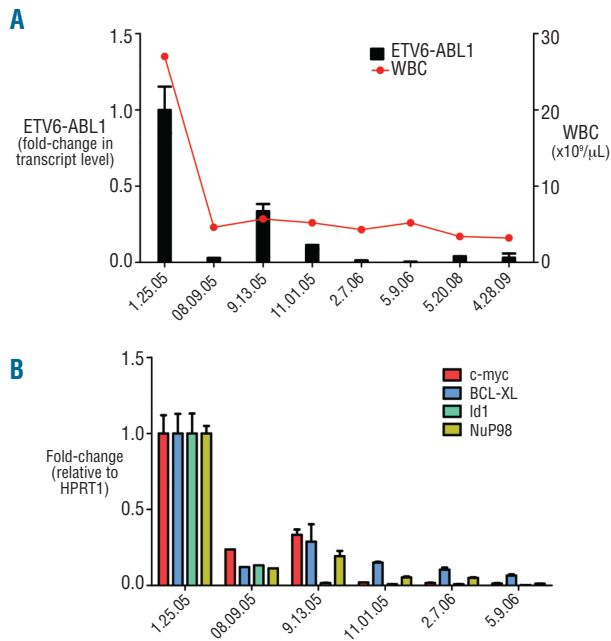 A
ETV6-ABL1
(fold-change in
transcript level)
1.5
1.0
0.5
0.0
ETV6-ABL1
WBC
30
20
10
0
WBC
(x10⁹/µL)
1.25.05
08.09.05
9.13.05
11.01.05
2.7.06
5.9.06
5.20.08
4.28.09
B
Fold-change
(relative to
HPRT1)
1.5
1.0
0.5
0.0
c-myc
BCL-XL
Id1
NuP98
1.25.05
08.09.05
9.13.05
11.01.05
2.7.06
5.9.06